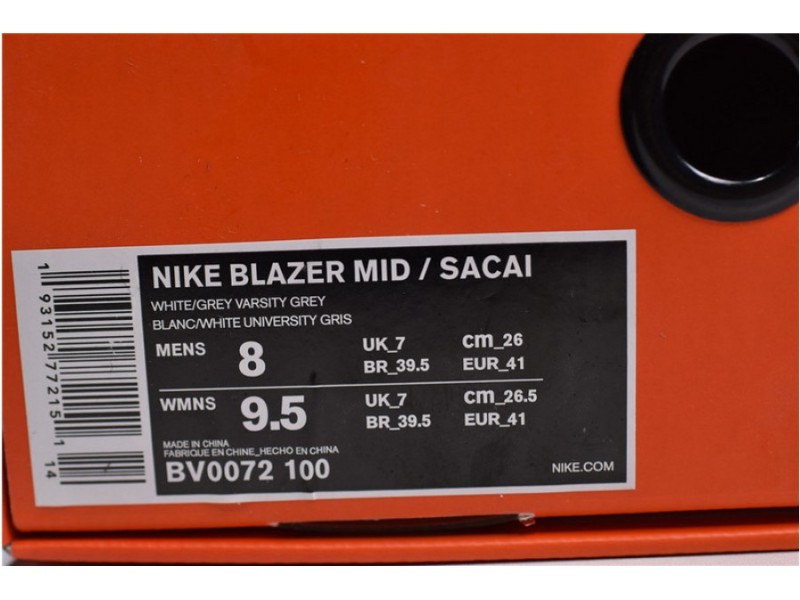 NIKE BLAZER MID / SACAI
WHITE/GREY VARSITY GREY
BLANC/WHITE UNIVERSITY GRIS
MENS 8 UK_7 cm_26
BR_39.5 EUR_41
WMNS 9.5 UK_7 cm_26.5
BR_39.5 EUR_41
MADE IN CHINA
FABRIQUE EN CHINE_HECHO EN CHINA
BV0072 100
NIKE.COM
1 93152 77215 1
14